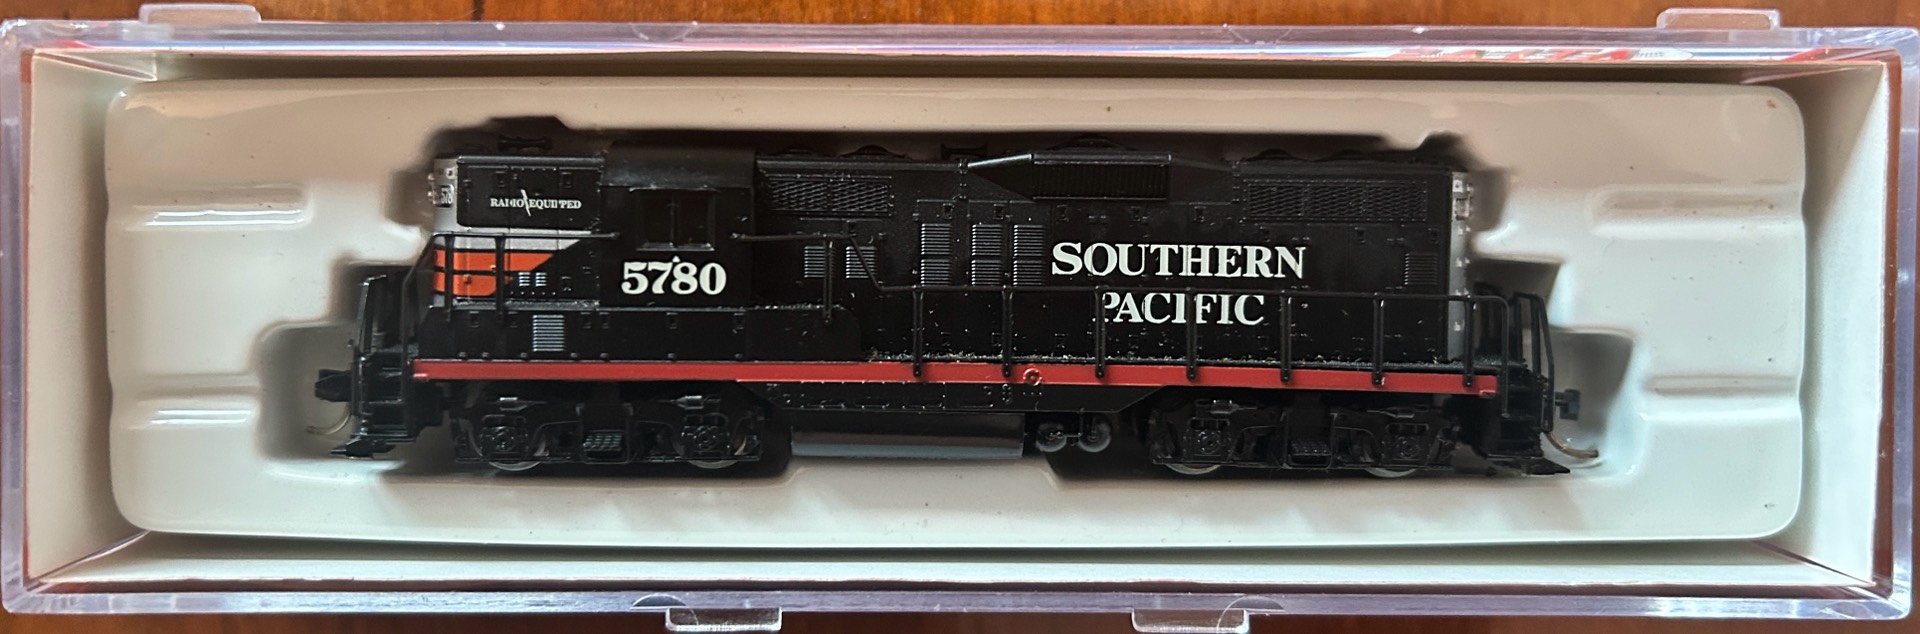 RADIO EQUIPPED
5780
SOUTHERN
PACIFIC